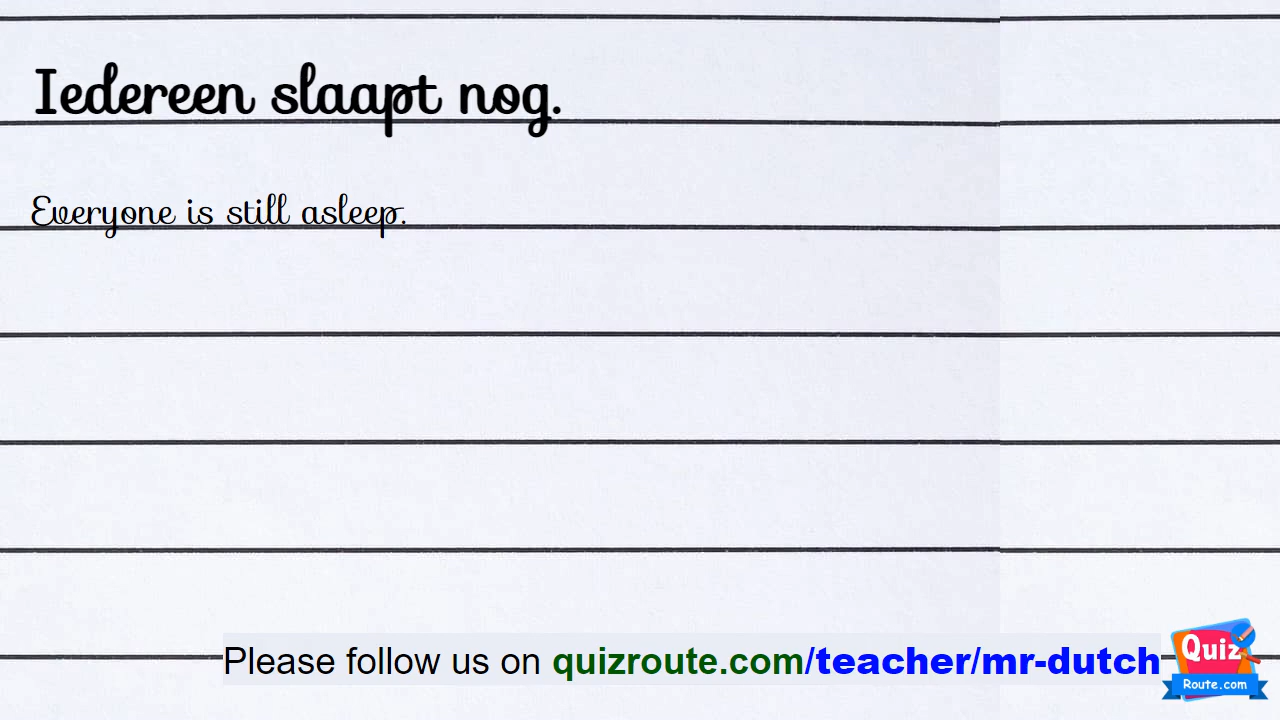 Iedereen slaapt nog.
Everyone is still asleep.
Please follow us on quizroute.com/teacher/mr-dutch
Quiz
Route.com